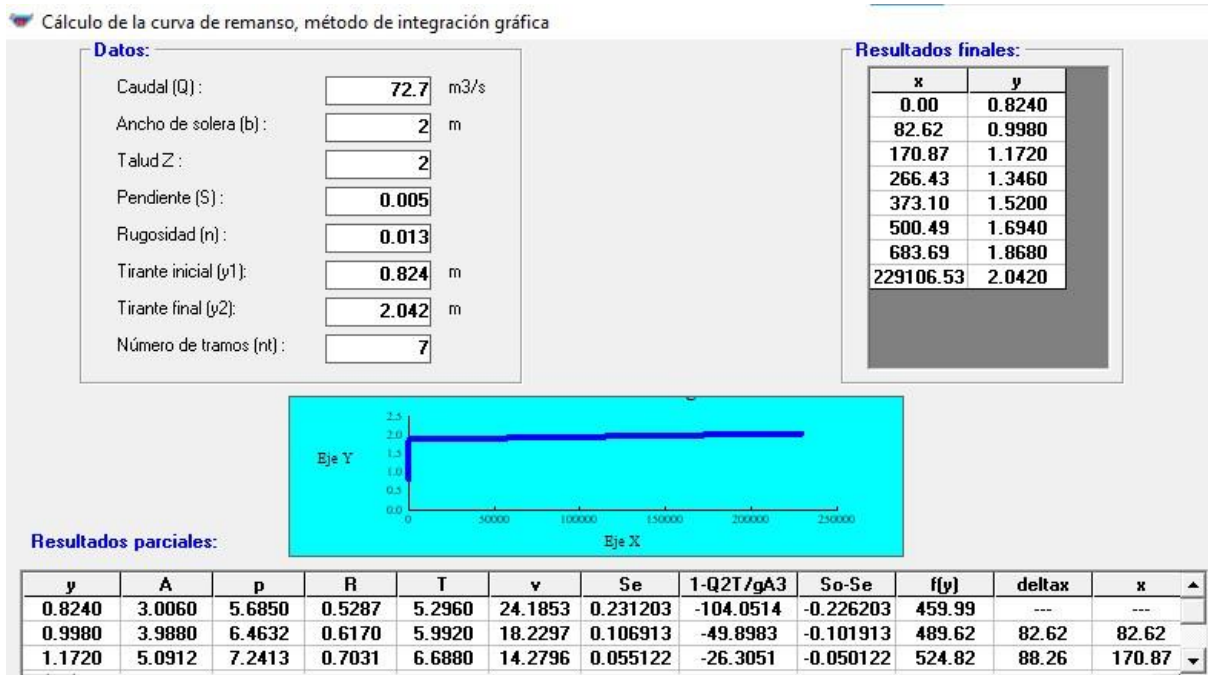 Cálculo de la curva de remanso, método de integración gráfica
Datos:
Caudal (Q) : 72.7 m3/s
Ancho de solera (b) : 2 m
Talud Z : 2
Pendiente (S) : 0.005
Rugosidad (n) : 0.013
Tirante inicial (y1): 0.824 m
Tirante final (y2): 2.042 m
Número de tramos (nt) : 7
Resultados finales:
x y
0.00 0.8240
82.62 0.9980
170.87 1.1720
266.43 1.3460
373.10 1.5200
500.49 1.6940
683.69 1.8680
229106.53 2.0420
Eje Y
2.5
2.0
1.5
1.0
0.5
0.0
0 50000 100000 150000 200000 250000
Eje X
Resultados parciales:
y A p R T v Se 1-Q2T/gA3 So-Se f(y) deltax x
0.8240 3.0060 5.6850 0.5287 5.2960 24.1853 0.231203 -104.0514 -0.226203 459.99 --- ---
0.9980 3.9880 6.4632 0.6170 5.9920 18.2297 0.106913 -49.8983 -0.101913 489.62 82.62 82.62
1.1720 5.0912 7.2413 0.7031 6.6880 14.2796 0.055122 -26.3051 -0.050122 524.82 88.26 170.87